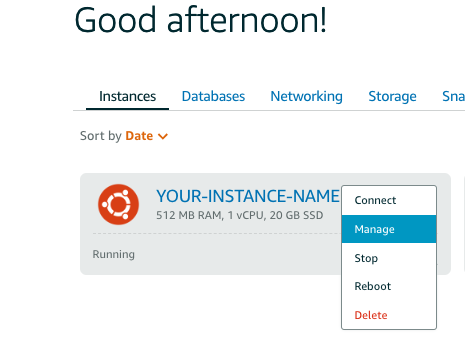 Good afternoon!
Instances Databases Networking Storage Sna
Sort by Date
YOUR-INSTANCE-NAME
512 MB RAM, 1 vCPU, 20 GB SSD
Running
Connect
Manage
Stop
Reboot
Delete